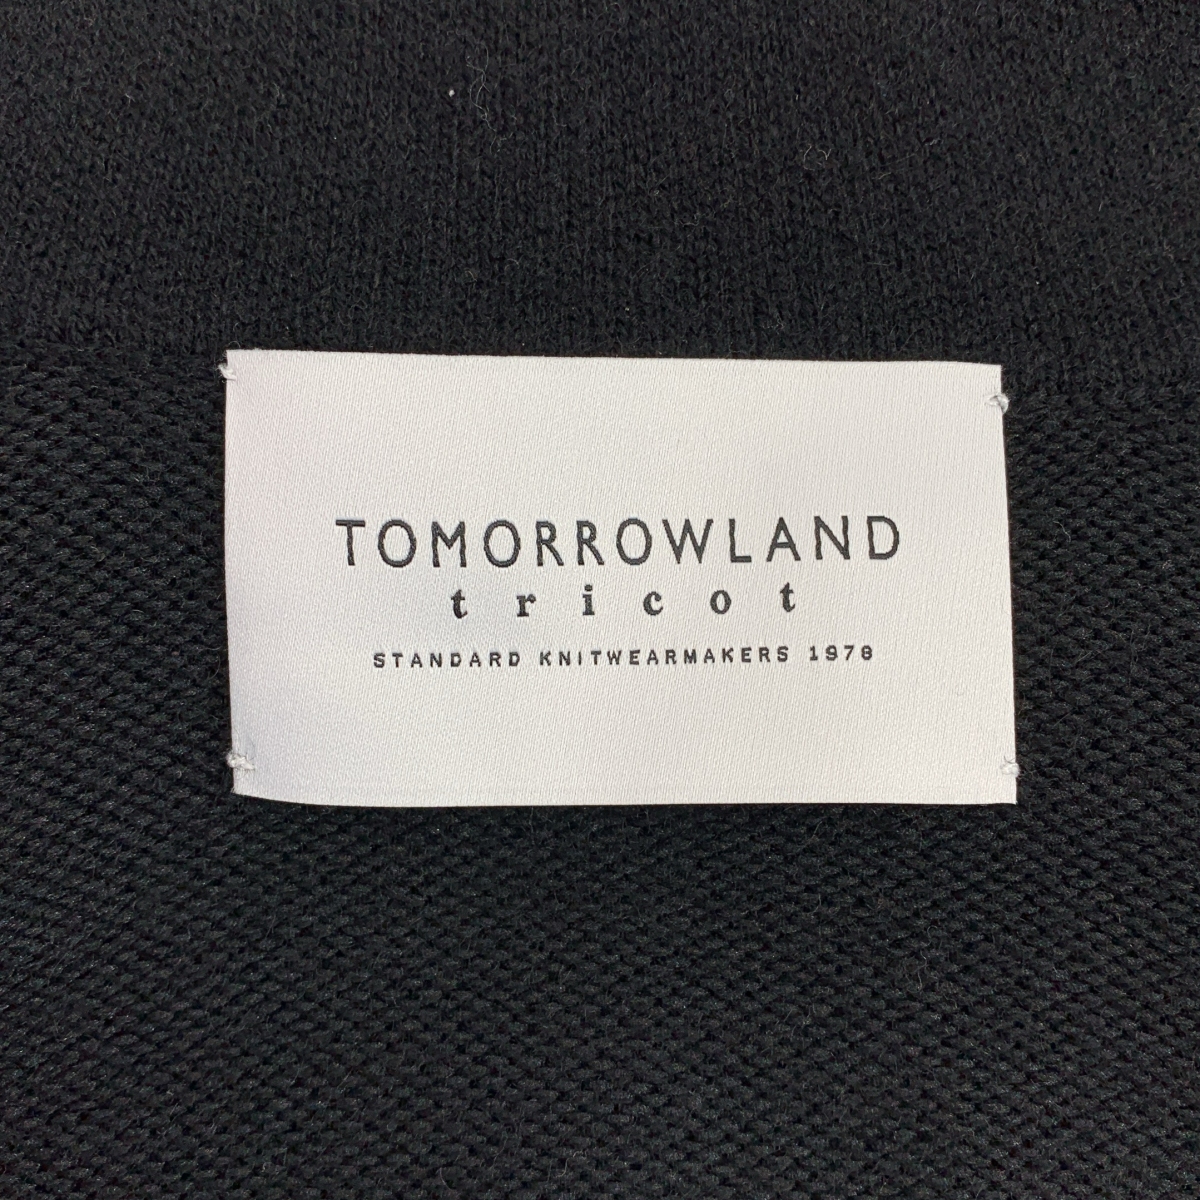 TOMORROWLAND
tricot
STANDARD KNITWEARMAKERS 1978